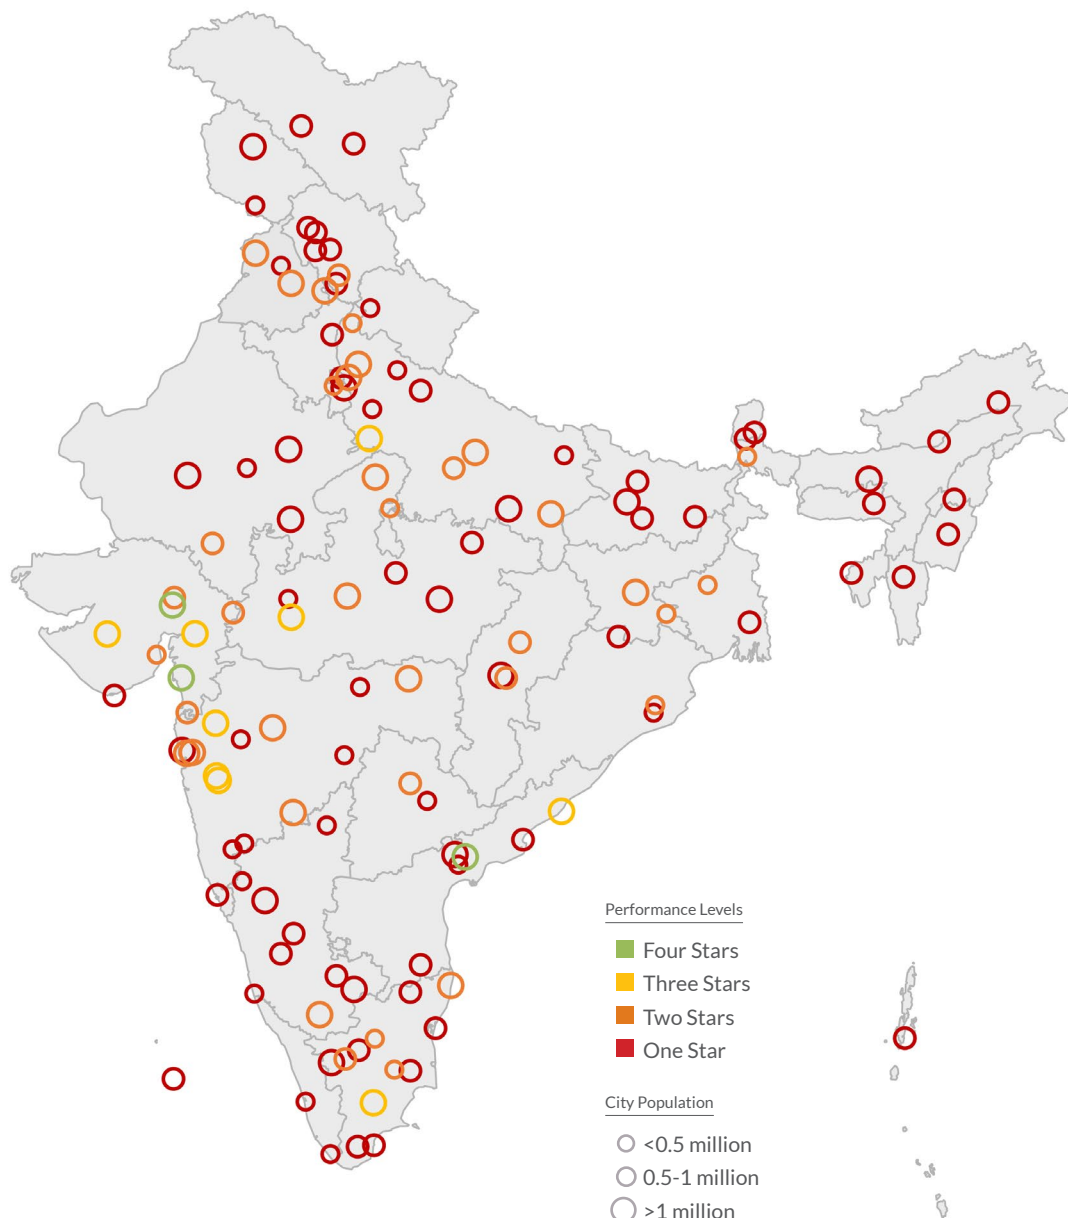 Performance Levels
Four Stars
Three Stars
Two Stars
One Star
City Population
<0.5 million
0.5-1 million
>1 million